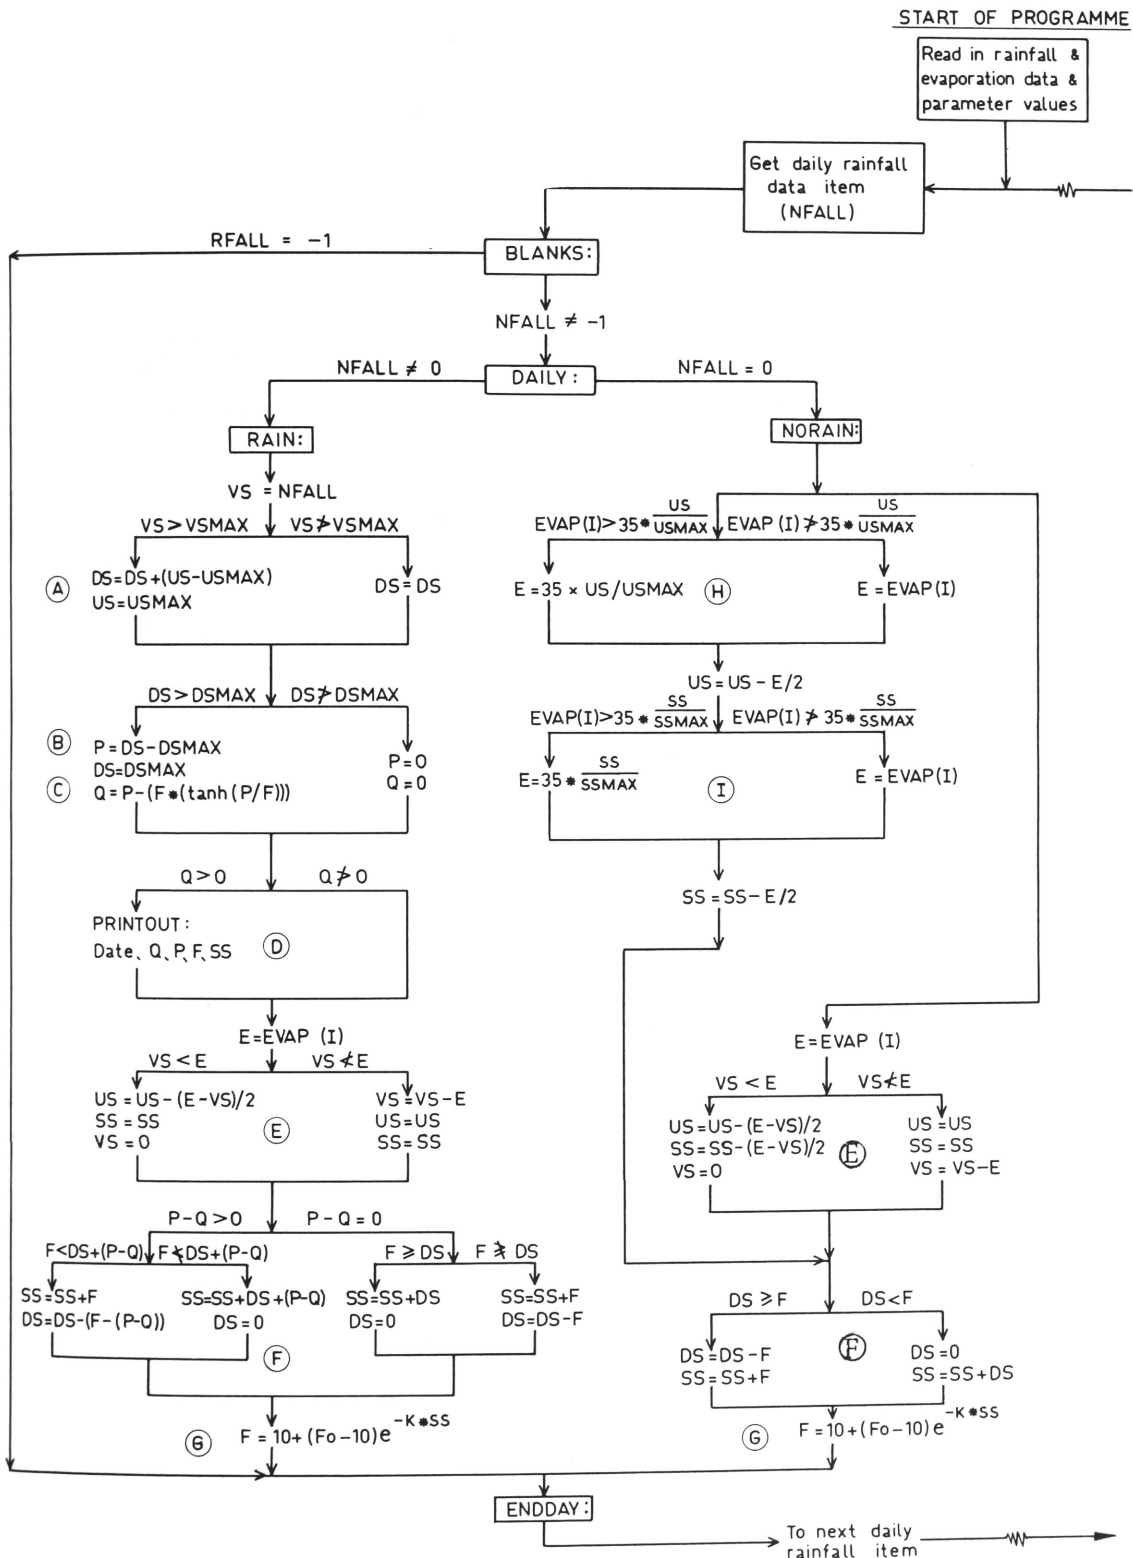 START OF PROGRAMME
Read in rainfall &
evaporation data &
parameter values
Get daily rainfall
data item
(NFALL)
RFALL = -1
BLANKS:
NFALL ≠ -1
NFALL ≠ 0
DAILY:
NFALL = 0
RAIN:
NORAIN:
VS = NFALL
VS > VSMAX
VS ≯ VSMAX
A
DS=DS+(US-USMAX)
US=USMAX
DS=DS
DS > DSMAX
DS ≯ DSMAX
B
P=DS-DSMAX
DS=DSMAX
C
Q=P-(F*(tanh(P/F)))
P=0
Q=0
Q>0
Q≯0
PRINTOUT:
Date, Q, P, F, SS
D
E=EVAP (I)
VS < E
VS ≮ E
US=US-(E-VS)/2
SS=SS
VS=0
E
VS=VS-E
US=US
SS=SS
P-Q>0
P-Q=0
F<DS+(P-Q)
F≮DS+(P-Q)
F ≥ DS
F ≱ DS
SS=SS+F
DS=DS-(F-(P-Q))
SS=SS+DS+(P-Q)
DS=0
SS=SS+DS
DS=0
SS=SS+F
DS=DS-F
F
G
F=10+(Fo-10)e-K*SS
EVAP(I)>35*US/USMAX
EVAP(I)≯35*US/USMAX
E=35 × US/USMAX
H
E=EVAP(I)
US=US-E/2
EVAP(I)>35*SS/SSMAX
EVAP(I)≯35*SS/SSMAX
E=35*SS/SSMAX
I
E=EVAP(I)
SS=SS-E/2
E=EVAP (I)
VS < E
VS≮E
US=US-(E-VS)/2
SS=SS-(E-VS)/2
VS=0
E
US=US
SS=SS
VS=VS-E
DS≥F
DS<F
DS=DS-F
SS=SS+F
F
DS=0
SS=SS+DS
G
F=10+(Fo-10)e-K*SS
ENDDAY:
To next daily
rainfall item